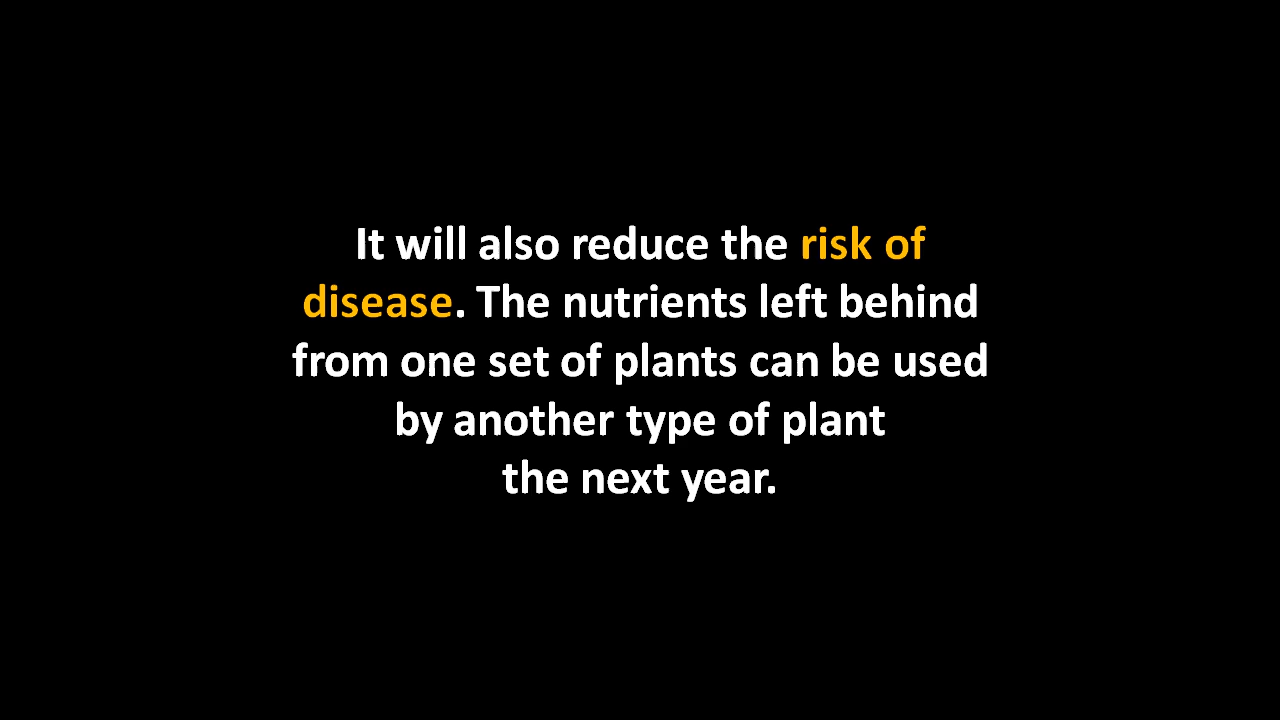 It will also reduce the risk of
disease. The nutrients left behind
from one set of plants can be used
by another type of plant
the next year.